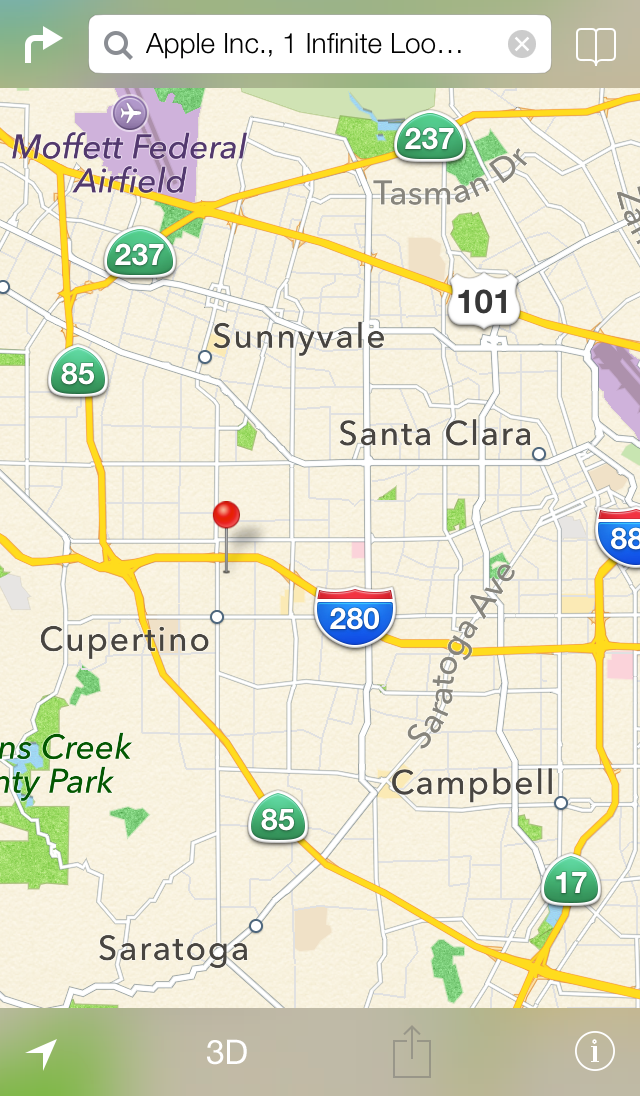 Apple Inc., 1 Infinite Loo…
Moffett Federal
Airfield
237
Tasman Dr
237
101
Sunnyvale
85
Santa Clara
88
280
Cupertino
Saratoga Ave
ns Creek
nty Park
Campbell
85
17
Saratoga
3D